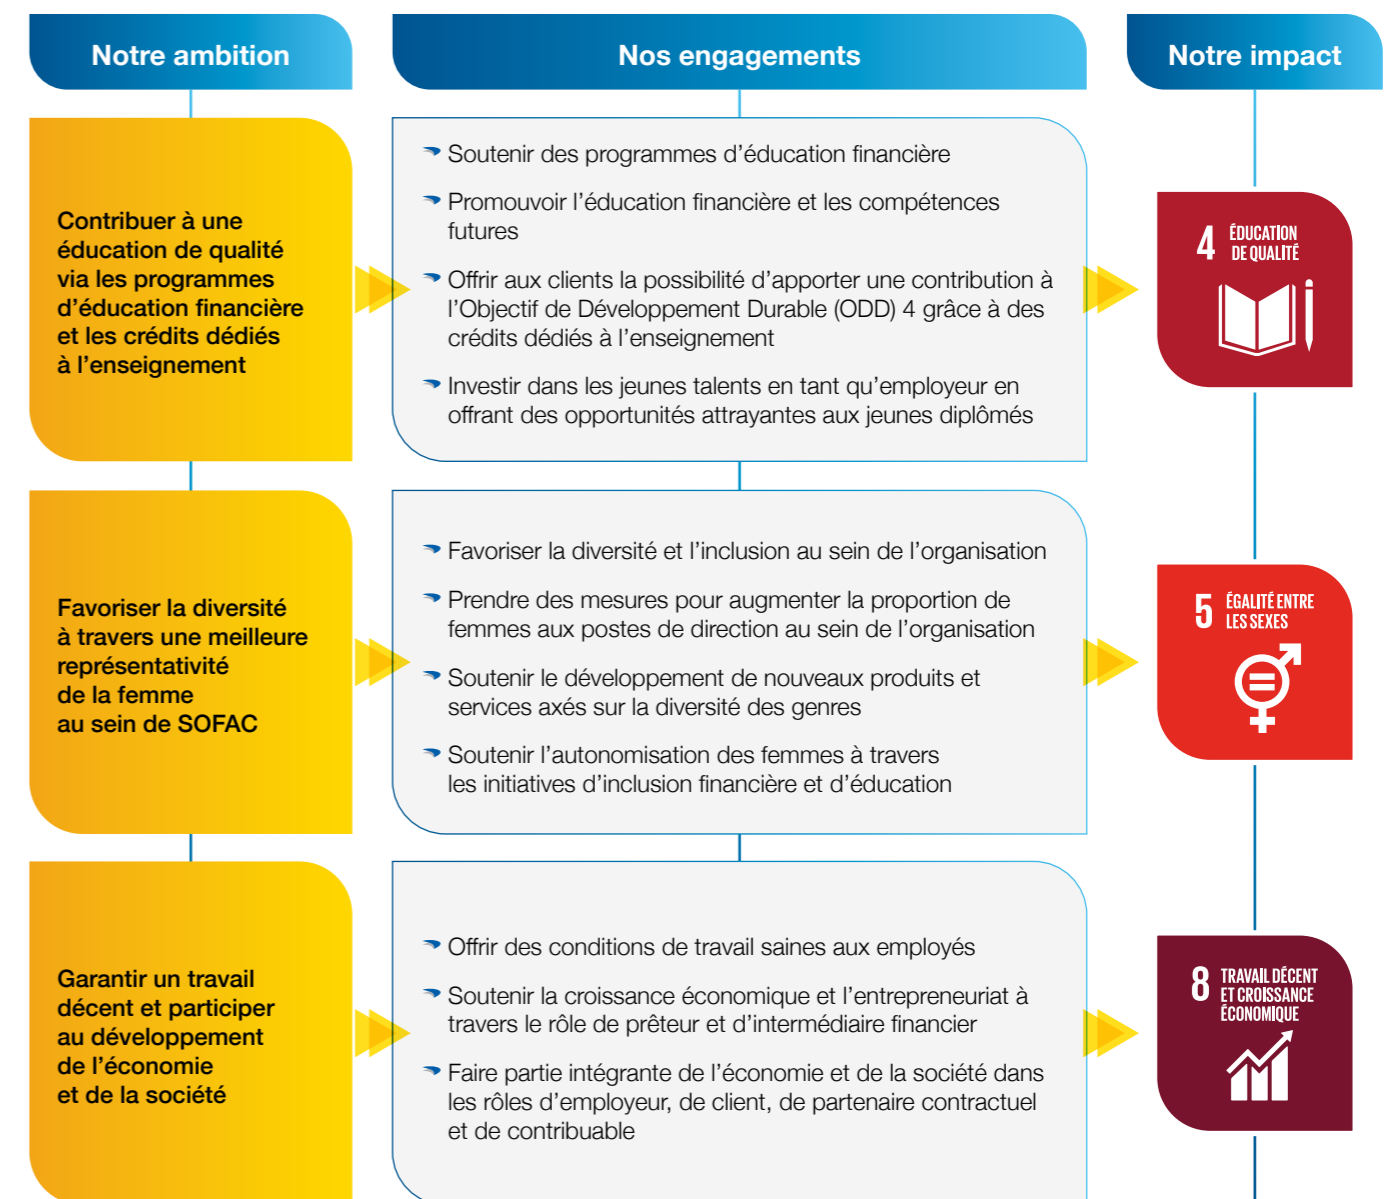 Notre ambition
Nos engagements
Notre impact
Contribuer à une
éducation de qualité
via les programmes
d’éducation financière
et les crédits dédiés
à l’enseignement
Soutenir des programmes d’éducation financière
Promouvoir l’éducation financière et les compétences
futures
Offrir aux clients la possibilité d’apporter une contribution à
l’Objectif de Développement Durable (ODD) 4 grâce à des
crédits dédiés à l’enseignement
Investir dans les jeunes talents en tant qu’employeur en
offrant des opportunités attrayantes aux jeunes diplômés
4 ÉDUCATION
DE QUALITÉ
Favoriser la diversité
à travers une meilleure
représentativité
de la femme
au sein de SOFAC
Favoriser la diversité et l’inclusion au sein de l’organisation
Prendre des mesures pour augmenter la proportion de
femmes aux postes de direction au sein de l’organisation
Soutenir le développement de nouveaux produits et
services axés sur la diversité des genres
Soutenir l’autonomisation des femmes à travers
les initiatives d’inclusion financière et d’éducation
5 ÉGALITÉ ENTRE
LES SEXES
Garantir un travail
décent et participer
au développement
de l’économie
et de la société
Offrir des conditions de travail saines aux employés
Soutenir la croissance économique et l’entrepreneuriat à
travers le rôle de prêteur et d’intermédiaire financier
Faire partie intégrante de l’économie et de la société dans
les rôles d’employeur, de client, de partenaire contractuel
et de contribuable
8 TRAVAIL DÉCENT
ET CROISSANCE
ÉCONOMIQUE